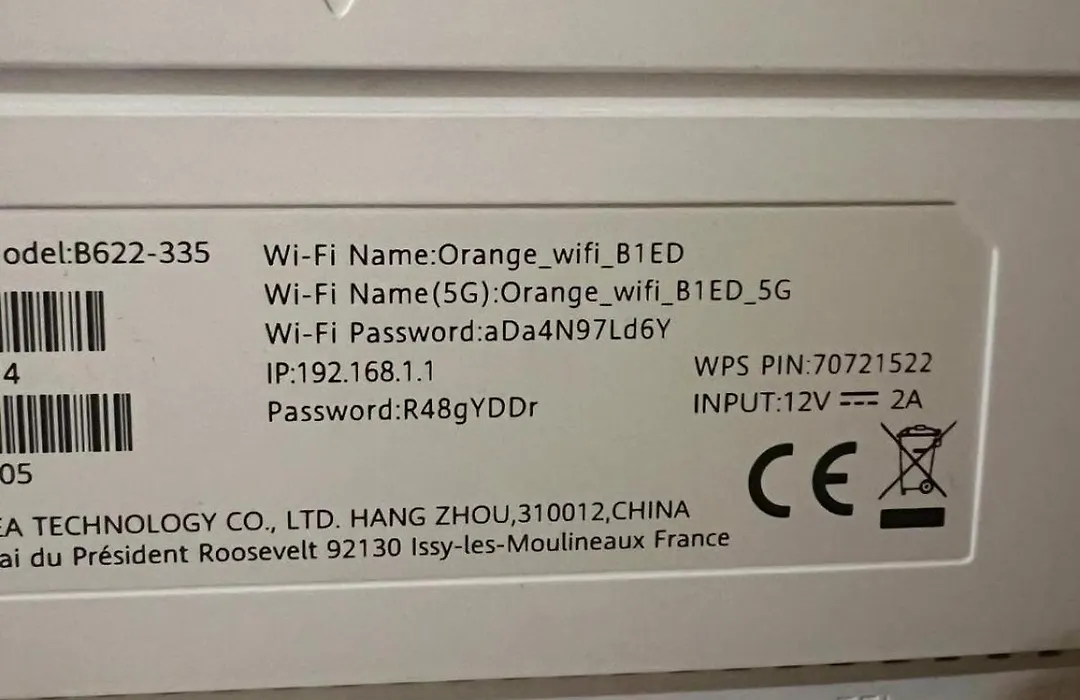 odel:B622-335
Wi-Fi Name:Orange_wifi_B1ED
Wi-Fi Name(5G):Orange_wifi_B1ED_5G
Wi-Fi Password:aDa4N97Ld6Y
4
IP:192.168.1.1
WPS PIN:70721522
Password:R48gYDDr
INPUT:12V ⎓ 2A
05
CE
EA TECHNOLOGY CO., LTD. HANG ZHOU,310012,CHINA
ai du Président Roosevelt 92130 Issy-les-Moulineaux France